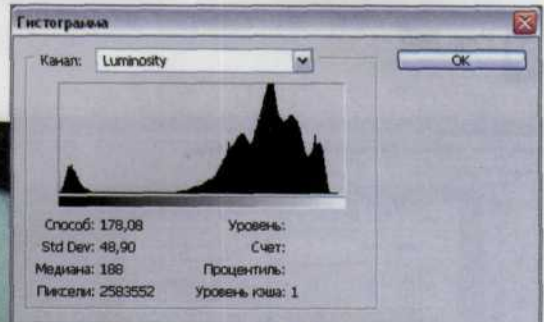 Гистограмма
Канал: Luminosity OK
Способ: 178,08 Уровень:
Std Dev: 48,90 Счет:
Медиана: 188 Процентиль:
Пиксели: 2583552 Уровень кэша: 1